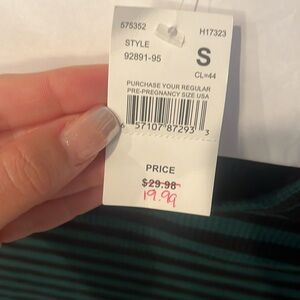 575352 H17323
STYLE S
92891-95
CL=44
PURCHASE YOUR REGULAR
PRE-PREGNANCY SIZE USA
6 57107 87293 3
PRICE
$29.98
19.99